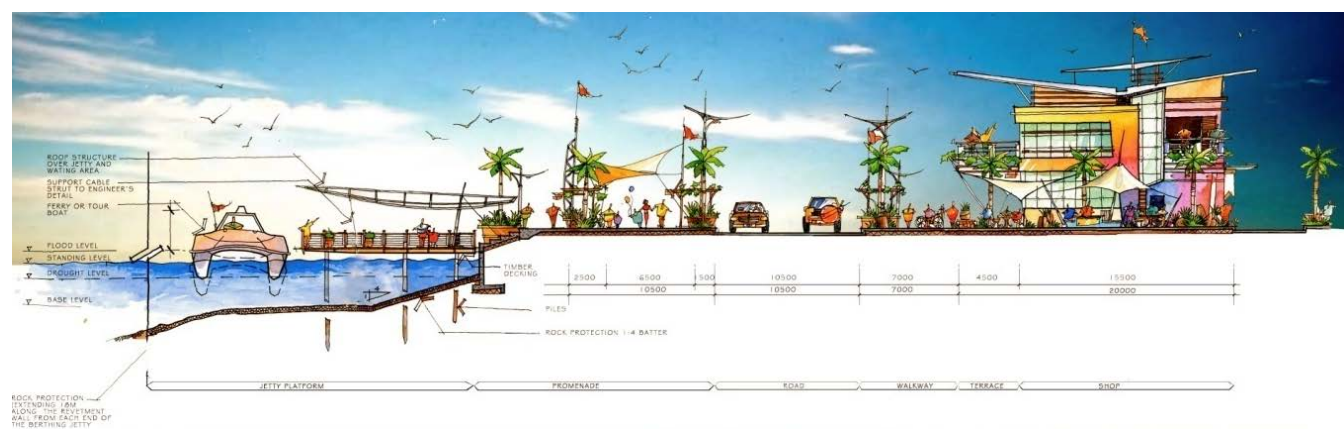 ROOF STRUCTURE
OVER JETTY AND
WATING AREA.
SUPPORT CABLE
STRUT TO ENGINEER'S
DETAIL
FERRY OR TOUR
BOAT
FLOOD LEVEL
STANDING LEVEL
DROUGHT LEVEL
BASE LEVEL
TIMBER
DECKING
PILES
ROCK PROTECTION 1-4 BATTER
2500 6500 1500 10500 7000 4500 15500
10500 10500 7000 20000
JETTY PLATFORM PROMENADE ROAD WALKWAY TERRACE SHOP
ROCK PROTECTION
EXTENDING 18M
ALONG THE REVETMENT
WALL FROM EACH END OF
THE BERTHING JETTY